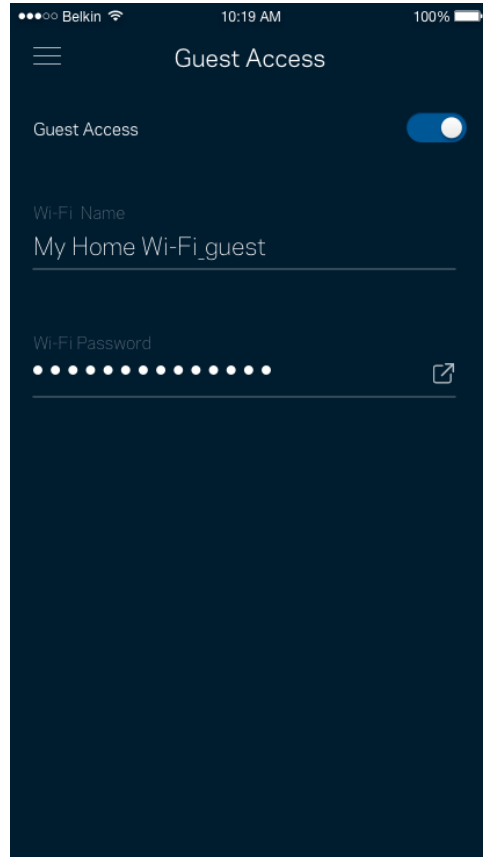 ●●●○○ Belkin 10:19 AM 100%
Guest Access
Guest Access
Wi-Fi Name
My Home Wi-Fi_guest
Wi-Fi Password
●●●●●●●●●●●●●●